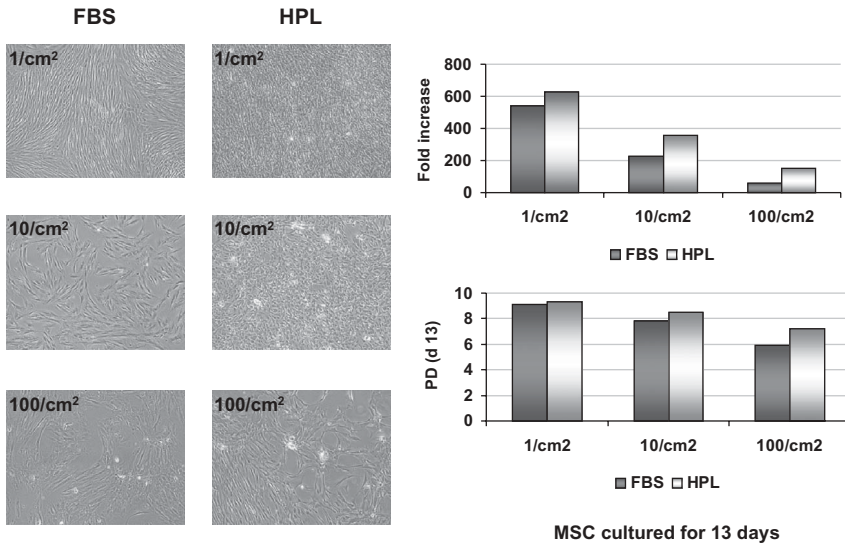 FBS HPL
1/cm² 1/cm²
10/cm² 10/cm²
100/cm² 100/cm²
Fold increase
800
600
400
200
0
1/cm2 10/cm2 100/cm2
FBS HPL
PD (d 13)
10
8
6
4
2
0
1/cm2 10/cm2 100/cm2
FBS HPL
MSC cultured for 13 days